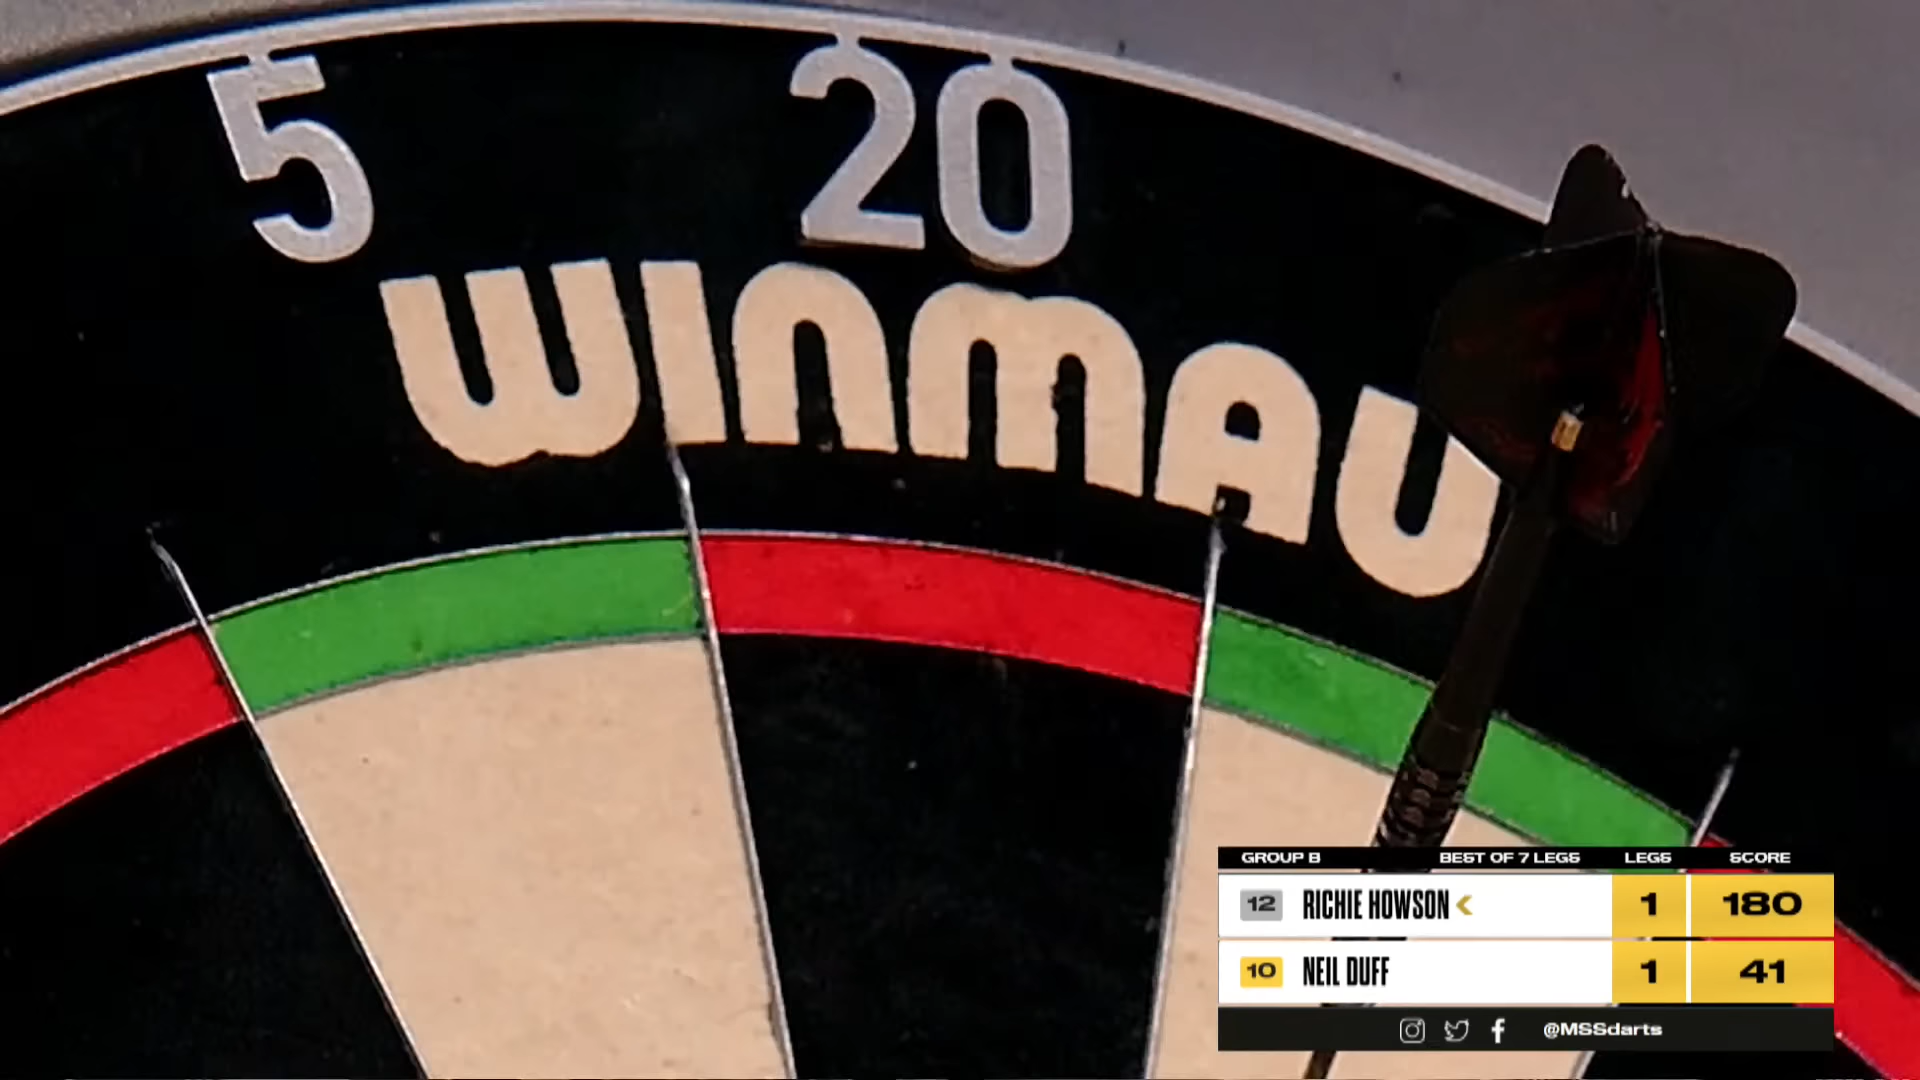 5 20
WINMAU
GROUP B BEST OF 7 LEGS LEGS SCORE
12 RICHIE HOWSON < 1 180
10 NEIL DUFF 1 41
@MSSdarts